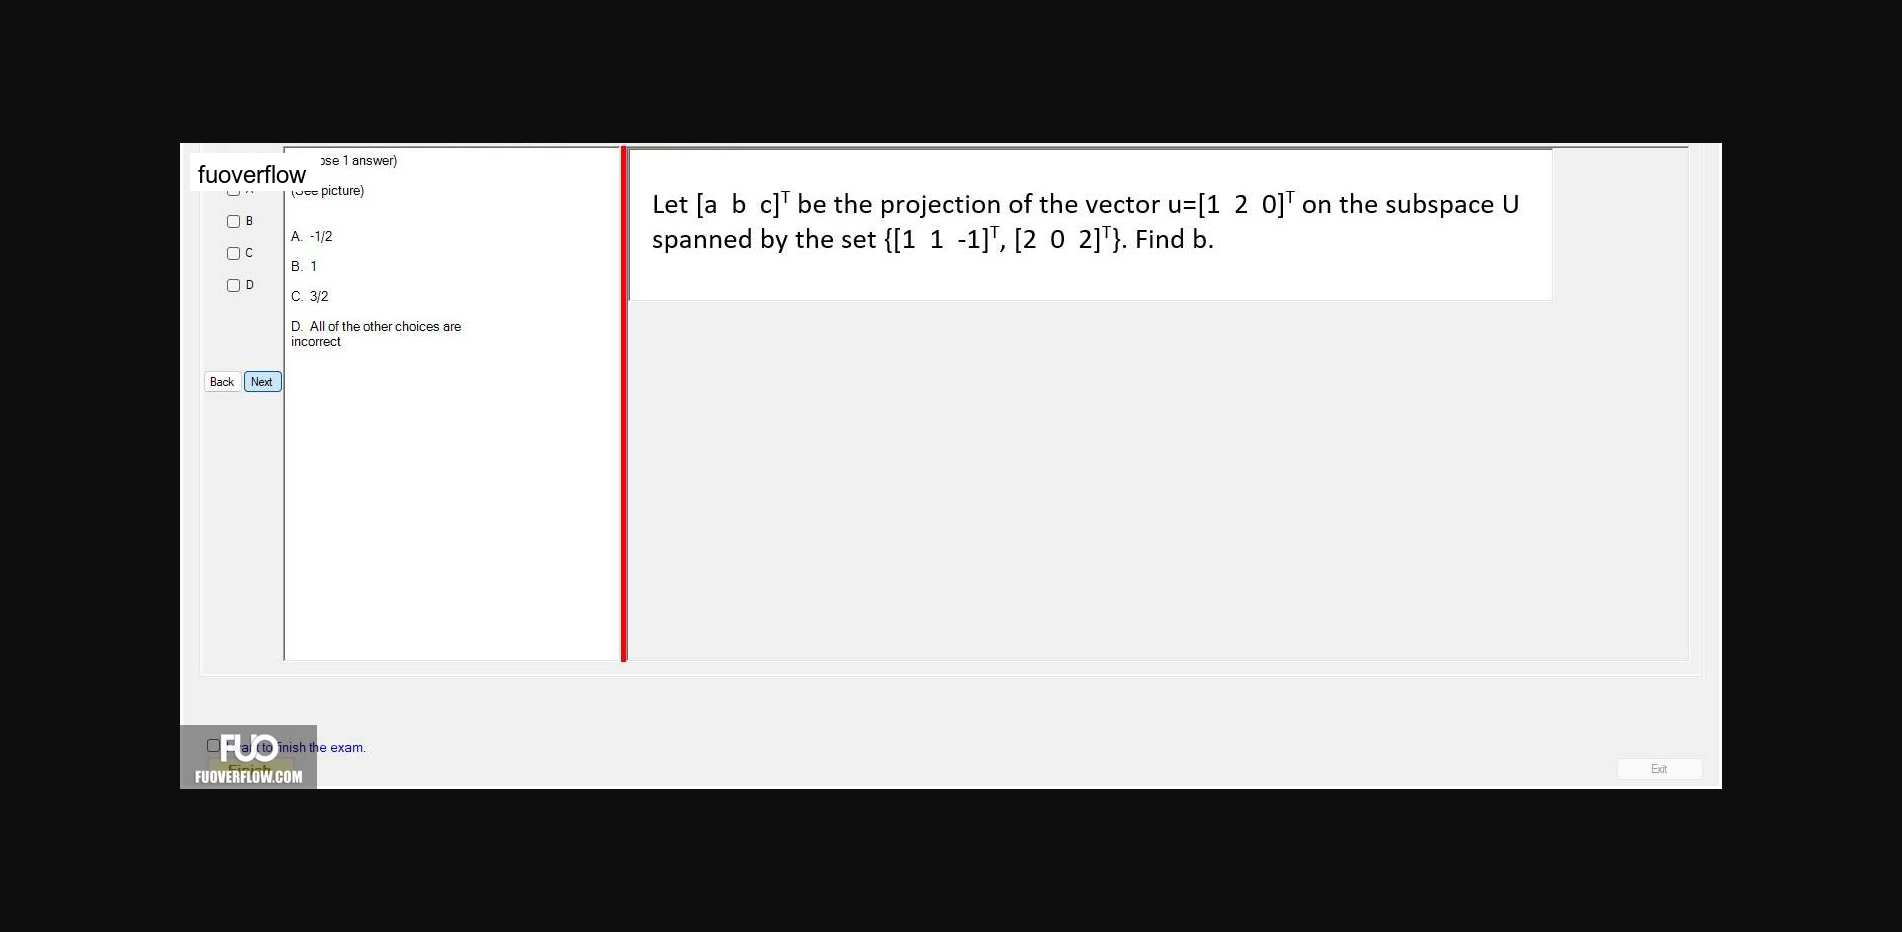 fuoverflow
ose 1 answer)
(See picture)
B
C
D
A. -1/2
B. 1
C. 3/2
D. All of the other choices are
incorrect
Back Next
Let [a b c]ᵀ be the projection of the vector u=[1 2 0]ᵀ on the subspace U
spanned by the set {[1 1 -1]ᵀ, [2 0 2]ᵀ}. Find b.
want to finish the exam.
Finish
FUO
FUOVERFLOW.COM
Exit